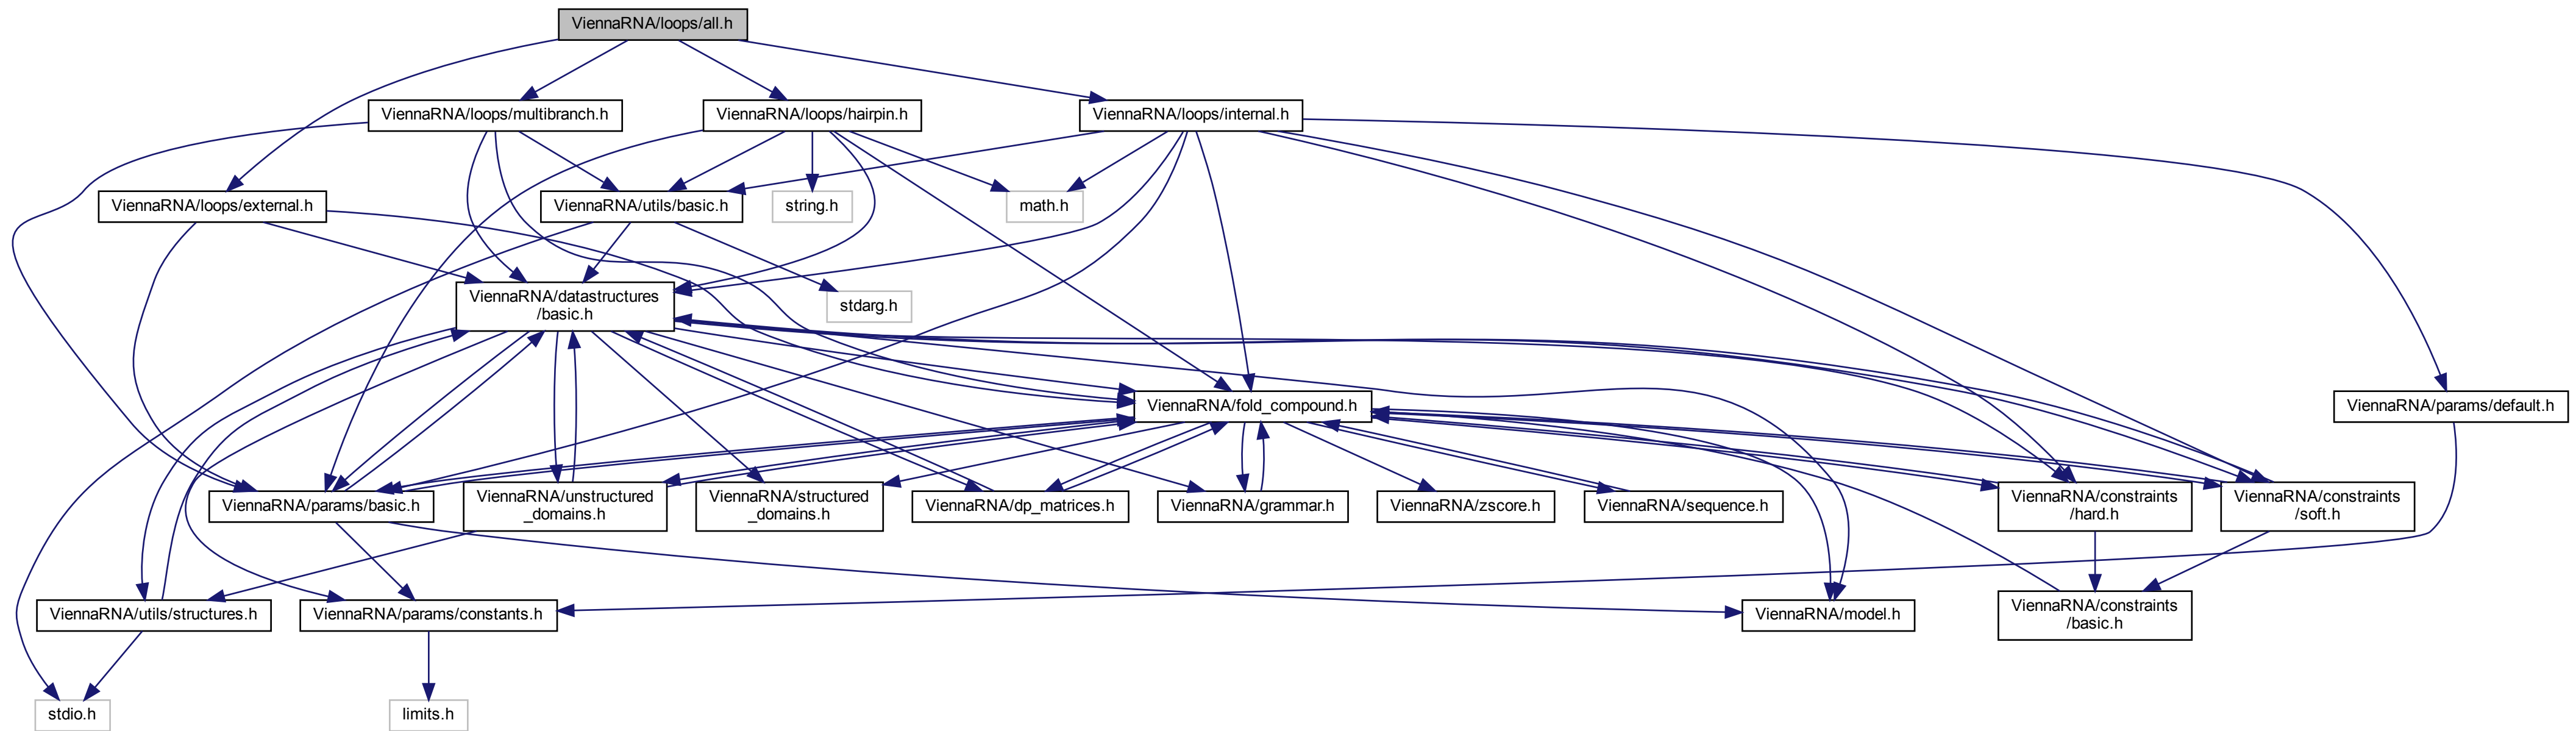 ViennaRNA/loops/all.h
ViennaRNA/loops/multibranch.h
ViennaRNA/loops/hairpin.h
ViennaRNA/loops/internal.h
ViennaRNA/loops/external.h
ViennaRNA/utils/basic.h
string.h
math.h
ViennaRNA/datastructures
/basic.h
stdarg.h
ViennaRNA/fold_compound.h
ViennaRNA/params/default.h
ViennaRNA/params/basic.h
ViennaRNA/unstructured
_domains.h
ViennaRNA/structured
_domains.h
ViennaRNA/dp_matrices.h
ViennaRNA/grammar.h
ViennaRNA/zscore.h
ViennaRNA/sequence.h
ViennaRNA/constraints
/hard.h
ViennaRNA/constraints
/soft.h
ViennaRNA/utils/structures.h
ViennaRNA/params/constants.h
ViennaRNA/model.h
ViennaRNA/constraints
/basic.h
stdio.h
limits.h